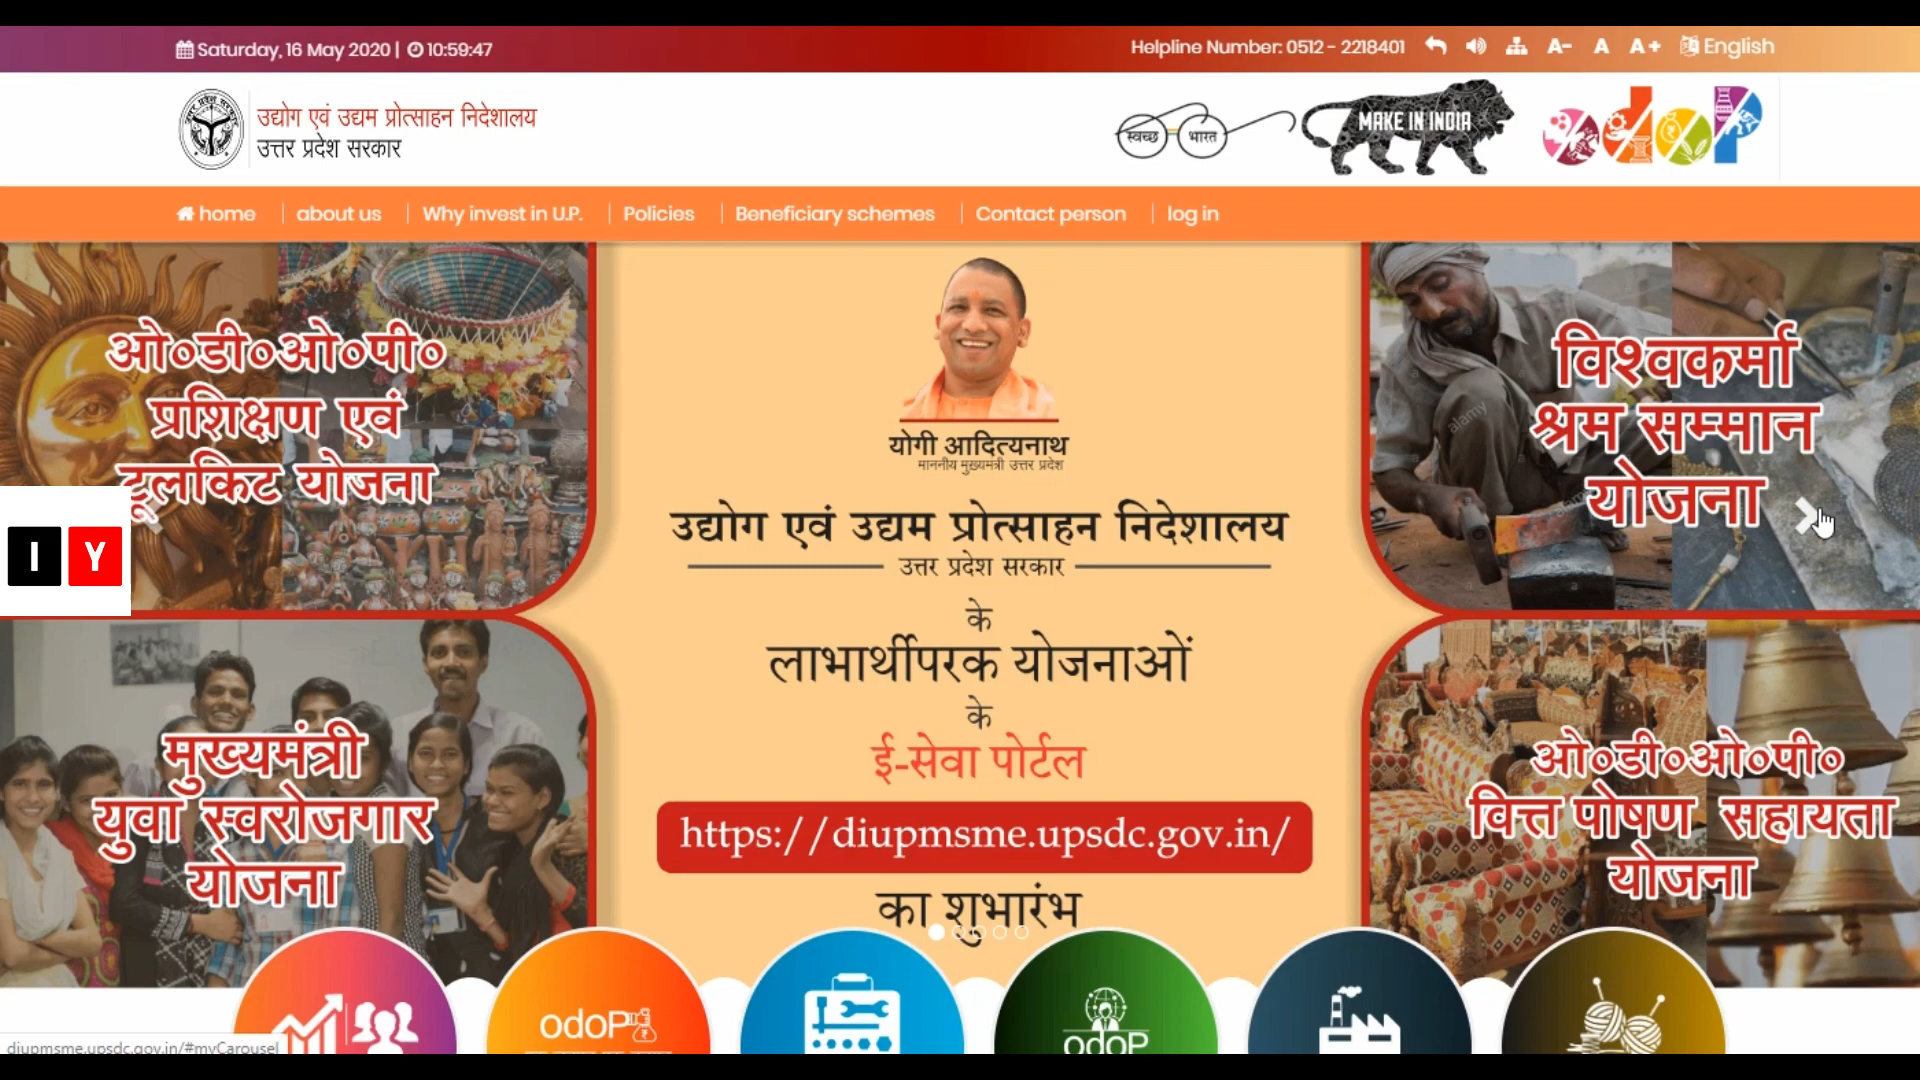 Saturday, 16 May 2020 | 10:59:47
Helpline Number: 0512 - 2218401 A- A A+ English
उद्योग एवं उद्यम प्रोत्साहन निदेशालय
उत्तर प्रदेश सरकार
स्वच्छ भारत
MAKE IN INDIA
odoP
home about us Why invest in U.P. Policies Beneficiary schemes Contact person log in
ओ०डी०ओ०पी०
प्रशिक्षण एवं
टूलकिट योजना
I Y
मुख्यमंत्री
युवा स्वरोजगार
योजना
योगी आदित्यनाथ
माननीय मुख्यमंत्री उत्तर प्रदेश
उद्योग एवं उद्यम प्रोत्साहन निदेशालय
उत्तर प्रदेश सरकार
के
लाभार्थीपरक योजनाओं
के
ई-सेवा पोर्टल
https://diupmsme.upsdc.gov.in/
का शुभारंभ
विश्वकर्मा
श्रम सम्मान
योजना
alamy
ओ०डी०ओ०पी०
वित्त पोषण सहायता
योजना
odoP
odoP
diupmsme.upsdc.gov.in/#myCarousel